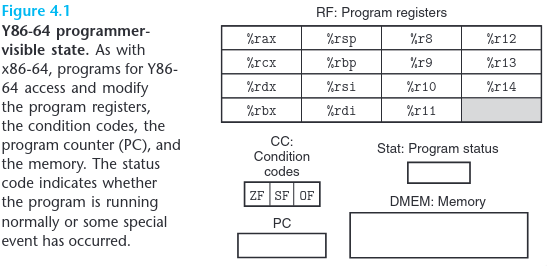 Figure 4.1
Y86-64 programmer-
visible state. As with
x86-64, programs for Y86-
64 access and modify
the program registers,
the condition codes, the
program counter (PC), and
the memory. The status
code indicates whether
the program is running
normally or some special
event has occurred.
RF: Program registers
%rax %rsp %r8 %r12
%rcx %rbp %r9 %r13
%rdx %rsi %r10 %r14
%rbx %rdi %r11
CC:
Condition
codes
ZF SF OF
PC
Stat: Program status
DMEM: Memory